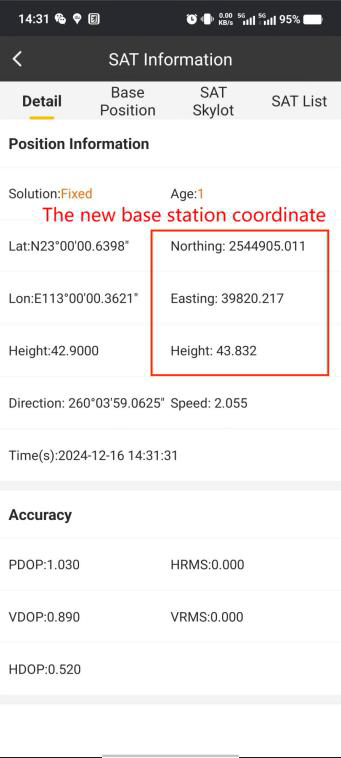 14:31 0.00 KB/s 5G 5G 95%
SAT Information
Detail Base Position SAT Skylot SAT List
Position Information
Solution:Fixed Age:1
The new base station coordinate
Lat:N23°00'00.6398" Northing: 2544905.011
Lon:E113°00'00.3621" Easting: 39820.217
Height:42.9000 Height: 43.832
Direction: 260°03'59.0625" Speed: 2.055
Time(s):2024-12-16 14:31:31
Accuracy
PDOP:1.030 HRMS:0.000
VDOP:0.890 VRMS:0.000
HDOP:0.520